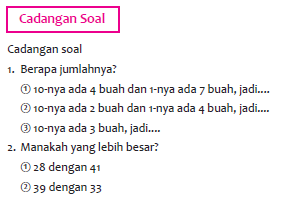 Cadangan Soal
Cadangan soal
1. Berapa jumlahnya?
① 10-nya ada 4 buah dan 1-nya ada 7 buah, jadi....
② 10-nya ada 2 buah dan 1-nya ada 4 buah, jadi....
③ 10-nya ada 3 buah, jadi....
2. Manakah yang lebih besar?
① 28 dengan 41
② 39 dengan 33